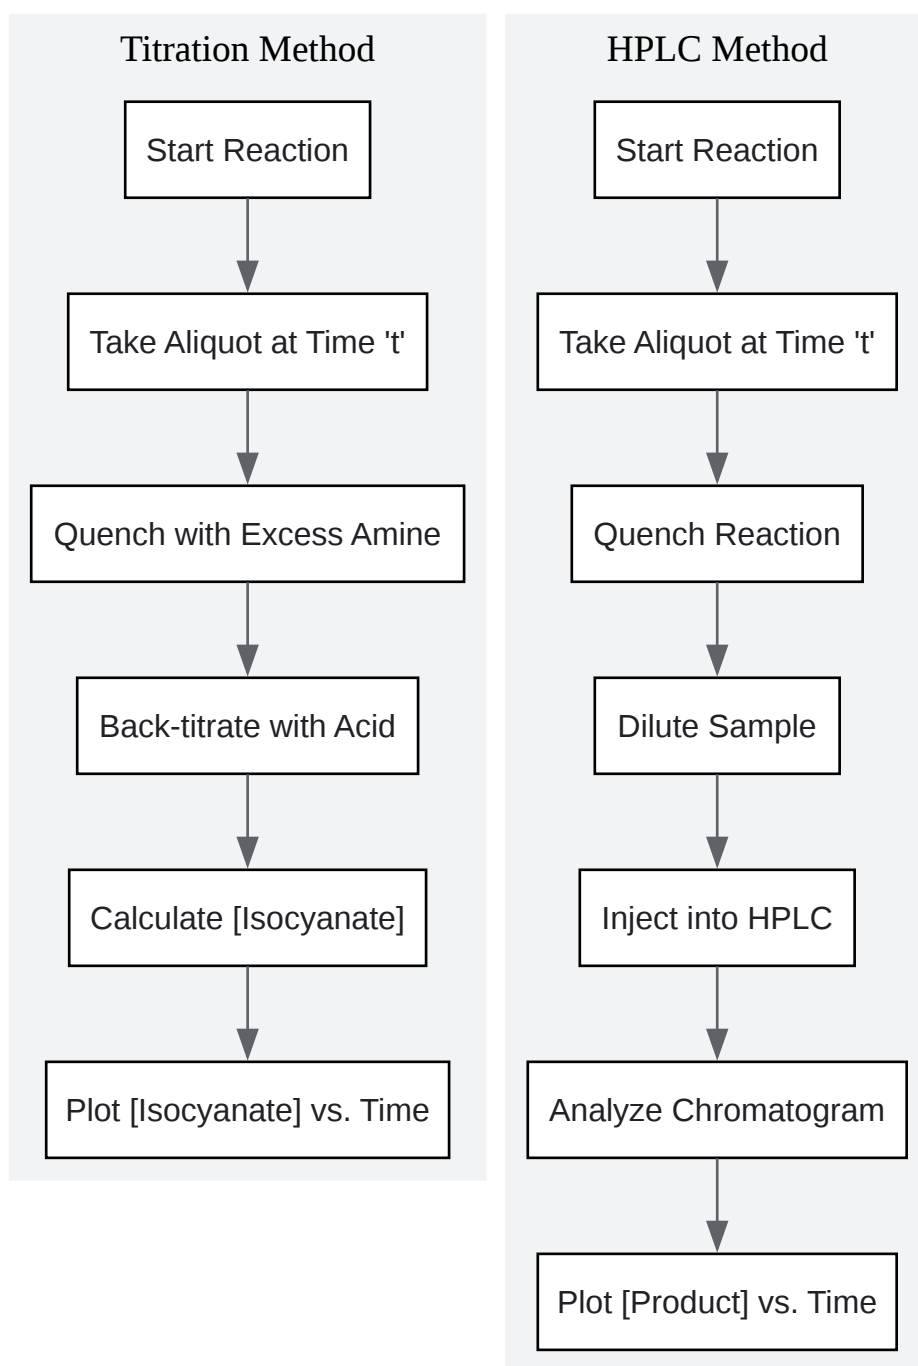 Titration Method
Start Reaction
Take Aliquot at Time 't'
Quench with Excess Amine
Back-titrate with Acid
Calculate [Isocyanate]
Plot [Isocyanate] vs. Time
HPLC Method
Start Reaction
Take Aliquot at Time 't'
Quench Reaction
Dilute Sample
Inject into HPLC
Analyze Chromatogram
Plot [Product] vs. Time